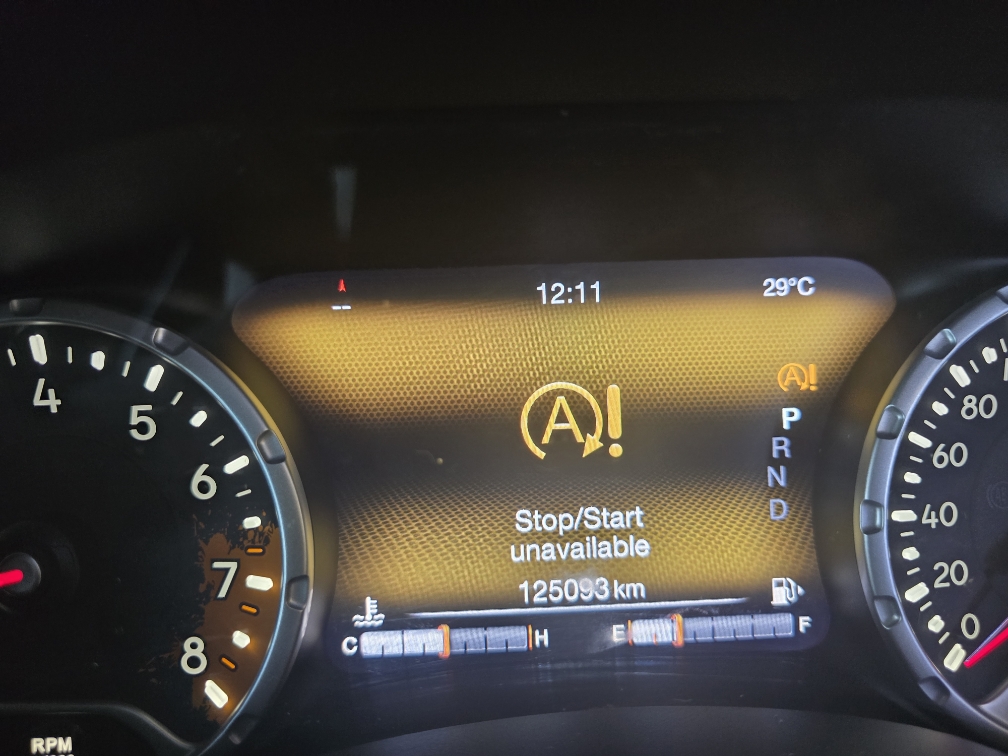 --
12:11
29°C
A!
A!
P
R
N
D
Stop/Start
unavailable
125093 km
C
H
E
F
4
5
6
7
8
RPM
80
60
40
20
0